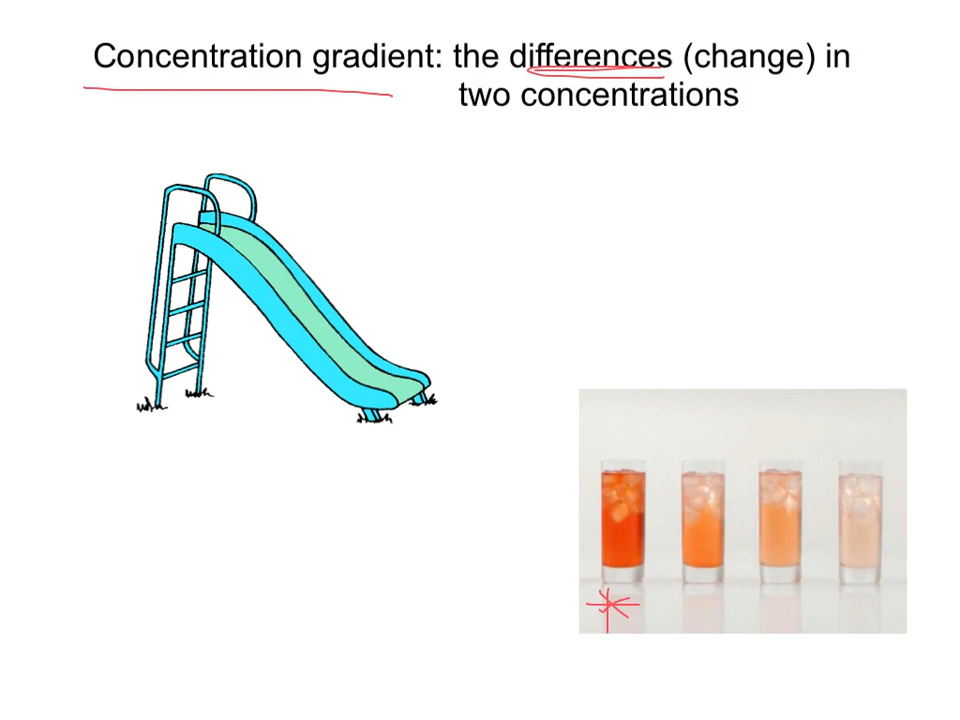 Concentration gradient: the differences (change) in
two concentrations